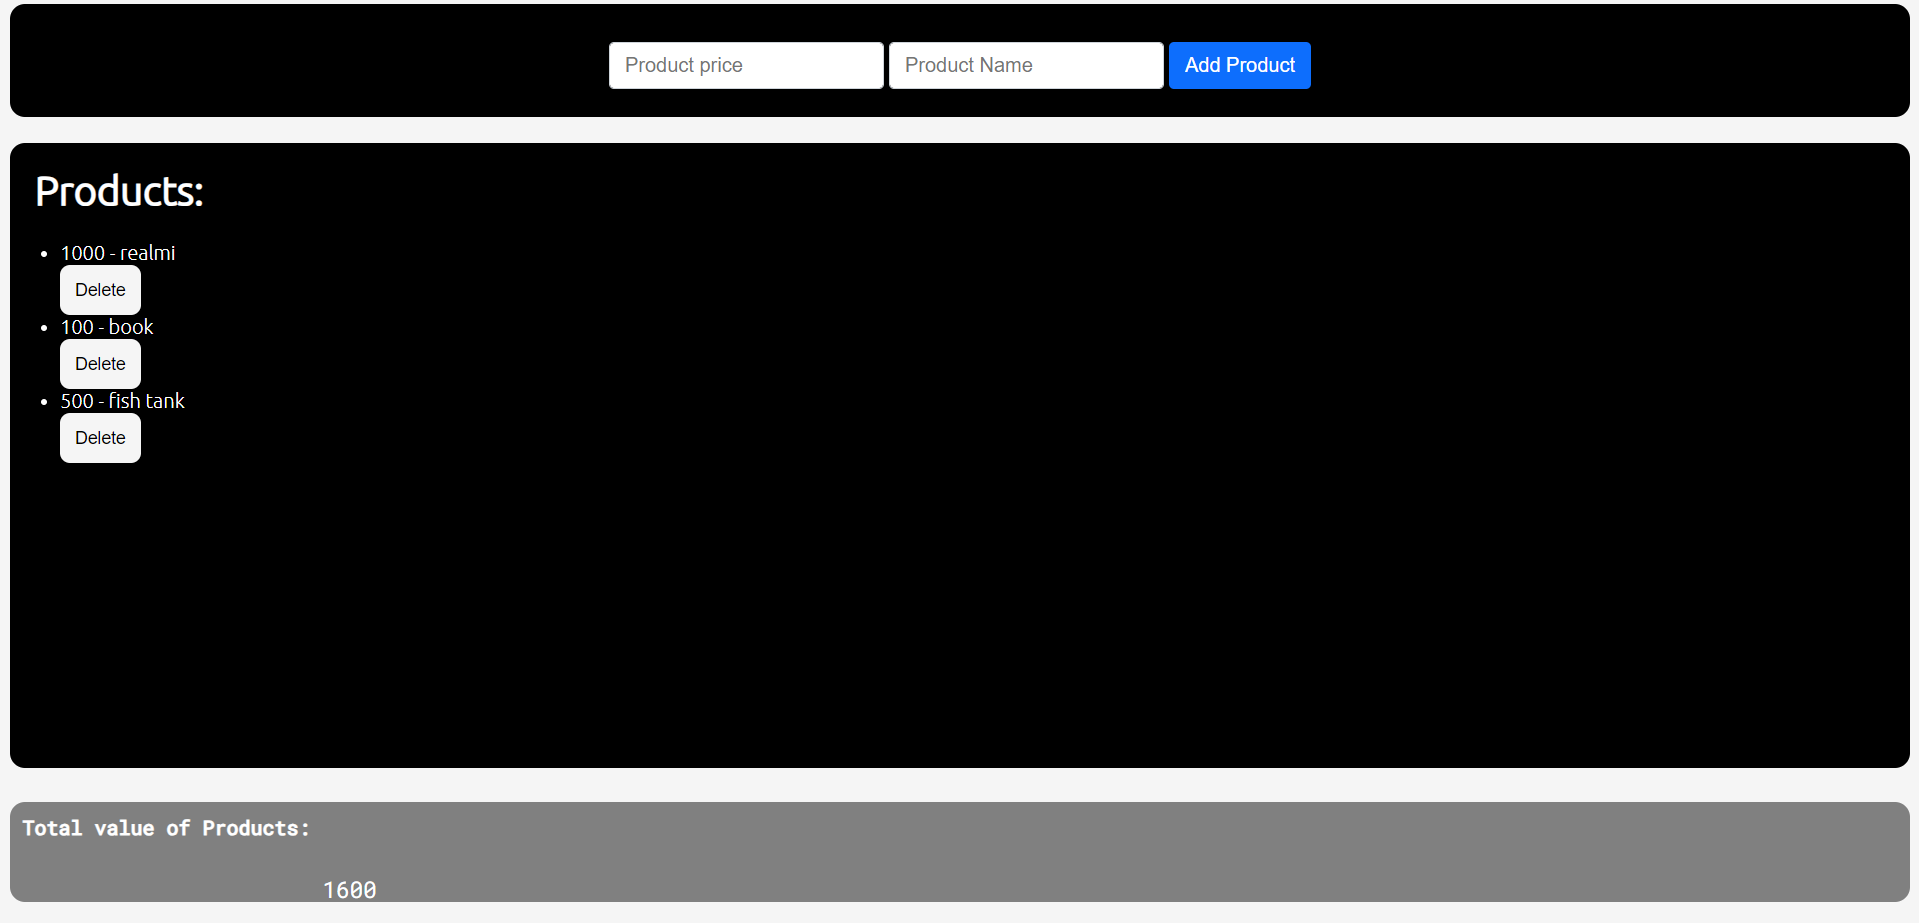 Product price Product Name Add Product
Products:
1000 - realmi
Delete
100 - book
Delete
500 - fish tank
Delete
Total value of Products:
1600